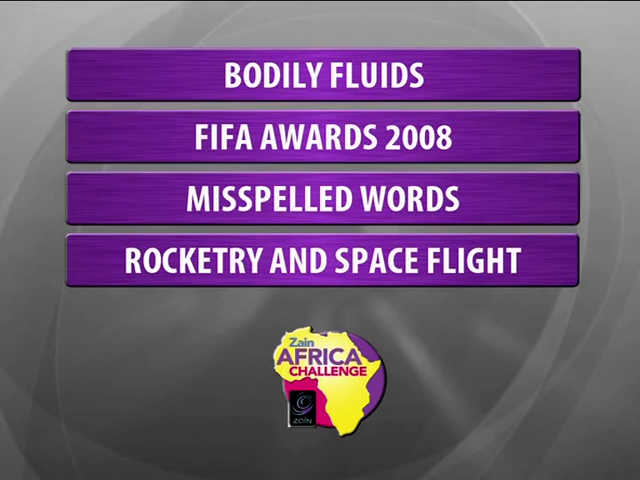 BODILY FLUIDS
FIFA AWARDS 2008
MISSPELLED WORDS
ROCKETRY AND SPACE FLIGHT
Zain
AFRICA
CHALLENGE
ZAIN